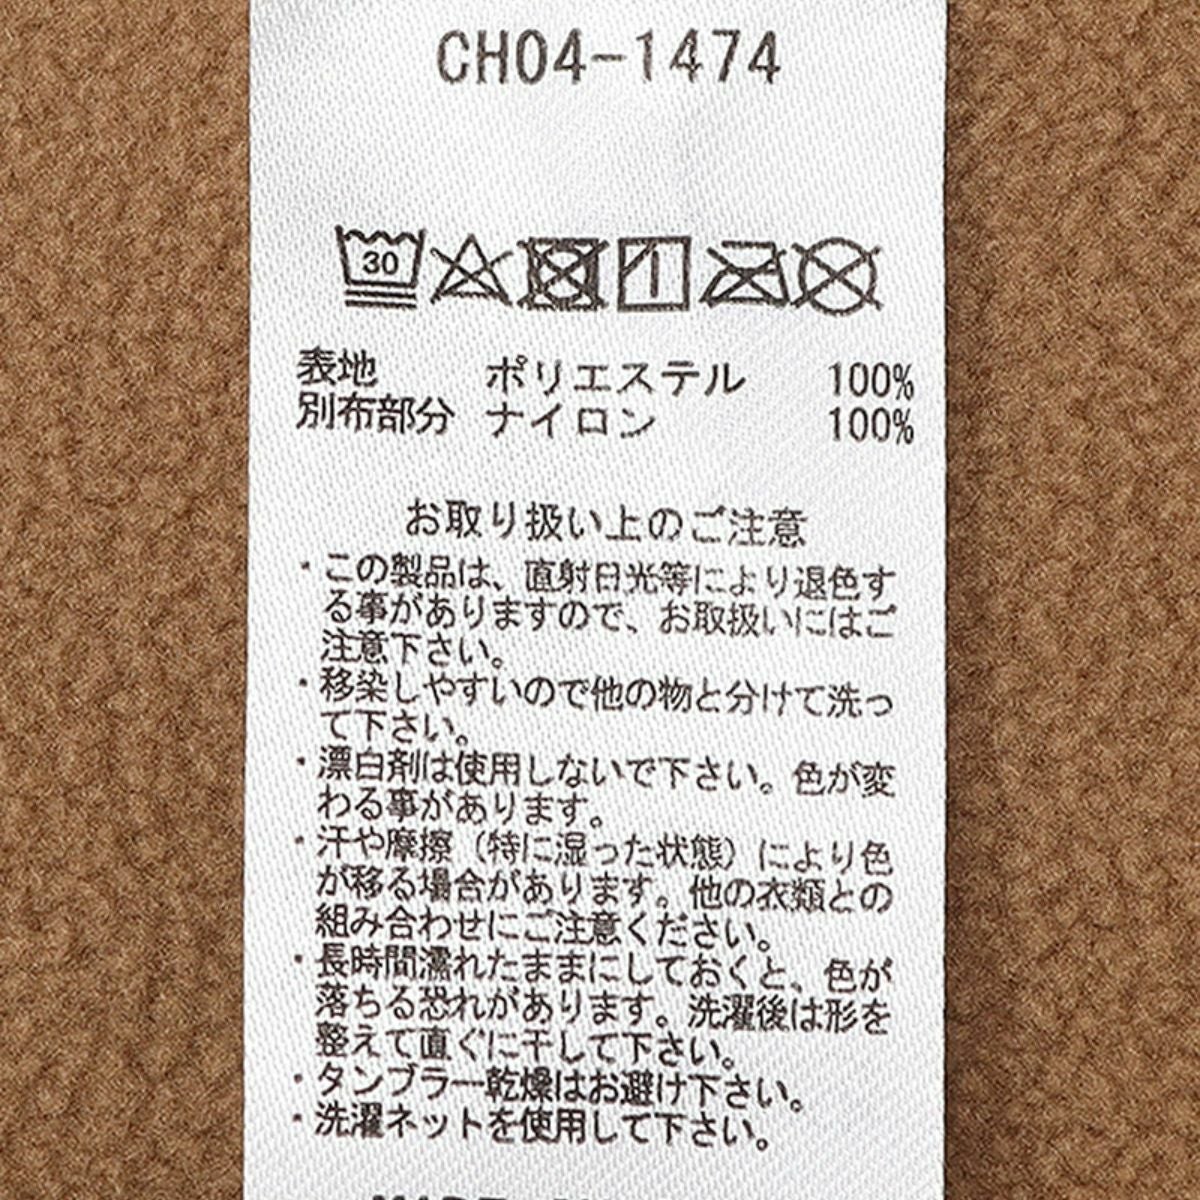 CH04-1474
30
表地 ポリエステル 100%
別布部分 ナイロン 100%
お取り扱い上のご注意
・この製品は、直射日光等により退色す
る事がありますので、お取扱いにはご
注意下さい。
・移染しやすいので他の物と分けて洗っ
て下さい。
・漂白剤は使用しないで下さい。色が変
わる事があります。
・汗や摩擦（特に湿った状態）により色
が移る場合があります。他の衣類との
組み合わせにご注意ください。
・長時間濡れたままにしておくと、色が
落ちる恐れがあります。洗濯後は形を
整えて直ぐに干して下さい。
・タンブラー乾燥はお避け下さい。
・洗濯ネットを使用して下さい。